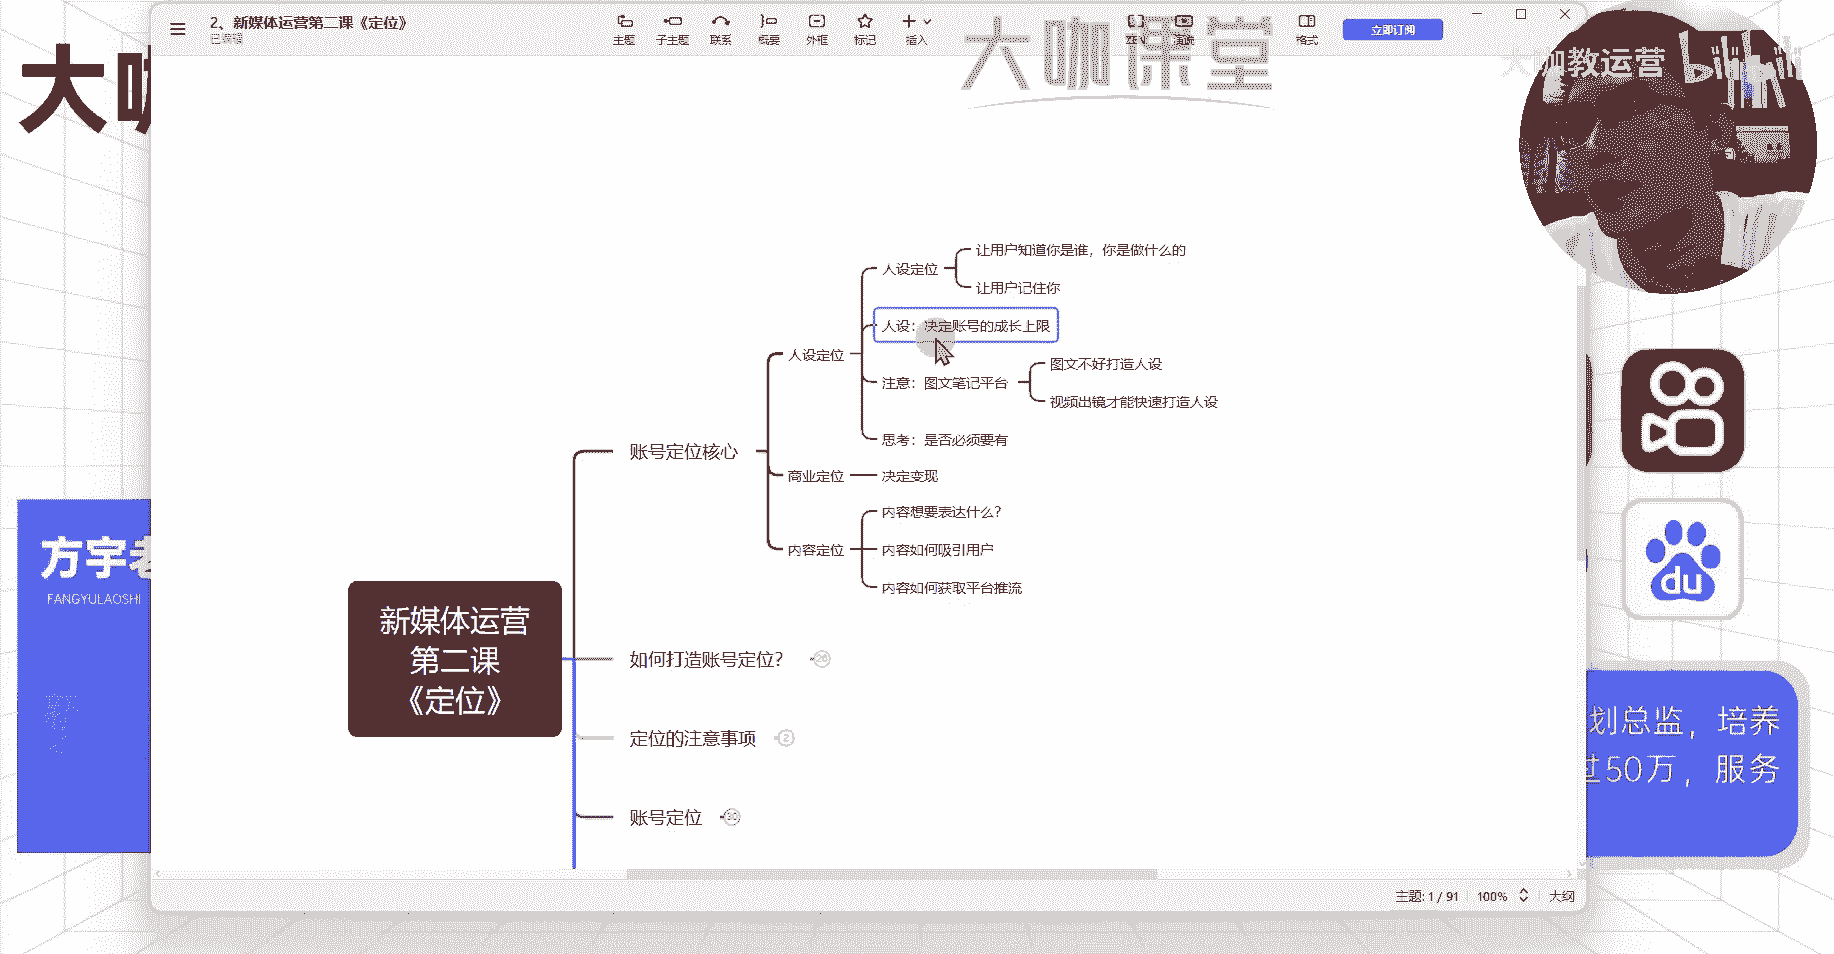 2、新媒体运营第二课《定位》
已编辑
主题
子主题
联系
概要
外框
标记
插入
ZEN
演说
格式
立即订阅
大咖课堂
大咖教运营
bilibili
大咖
让用户知道你是谁，你是做什么的
人设定位
让用户记住你
人设：决定账号的成长上限
人设定位
图文不好打造人设
注意：图文笔记平台
视频出镜才能快速打造人设
思考：是否必须要有
账号定位核心
商业定位
决定变现
内容想要表达什么？
内容定位
内容如何吸引用户
内容如何获取平台推流
新媒体运营
第二课
《定位》
如何打造账号定位？
定位的注意事项
2
账号定位
方宇老
FANGYULAOSHI
du
划总监，培养
过50万，服务
主题: 1 / 91
100%
大纲